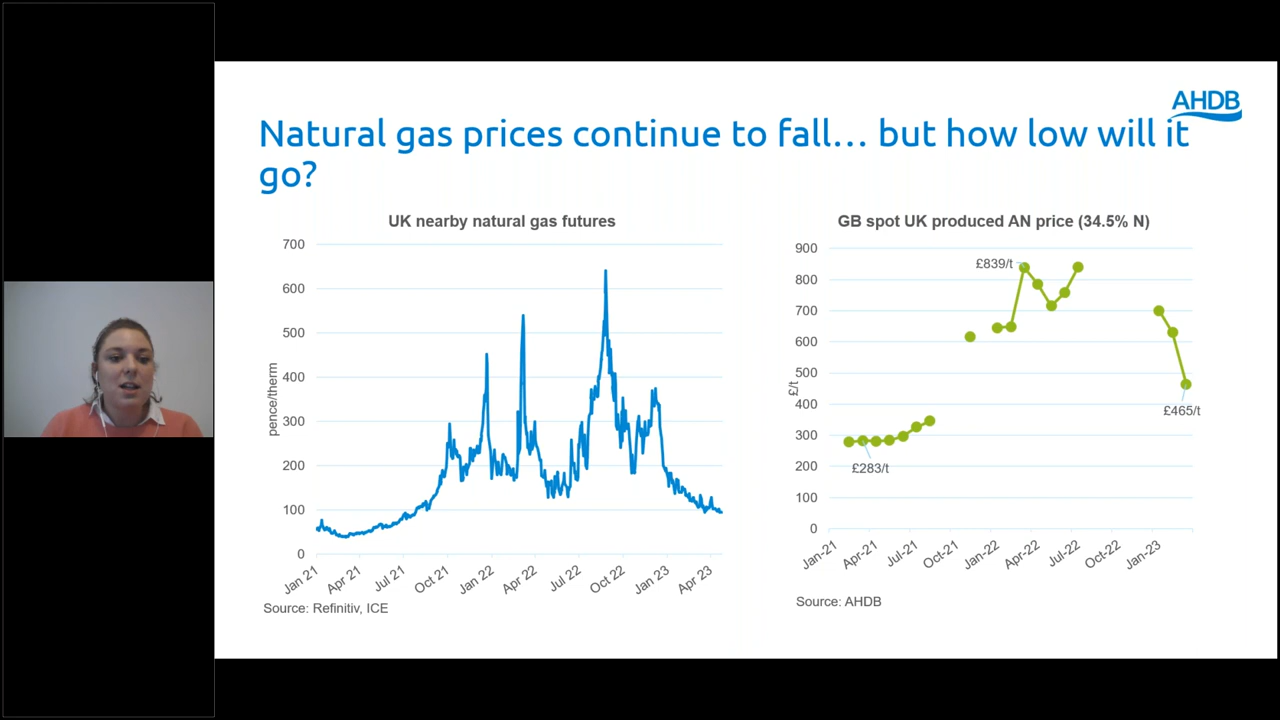 AHDB
Natural gas prices continue to fall… but how low will it
go?
UK nearby natural gas futures
700
600
500
400
300
200
100
0
pence/therm
Jan 21
Apr 21
Jul 21
Oct 21
Jan 22
Apr 22
Jul 22
Oct 22
Jan 23
Apr 23
Source: Refinitiv, ICE
GB spot UK produced AN price (34.5% N)
900
800
700
600
500
400
300
200
100
0
£/t
£839/t
£465/t
£283/t
Jan-21
Apr-21
Jul-21
Oct-21
Jan-22
Apr-22
Jul-22
Oct-22
Jan-23
Source: AHDB